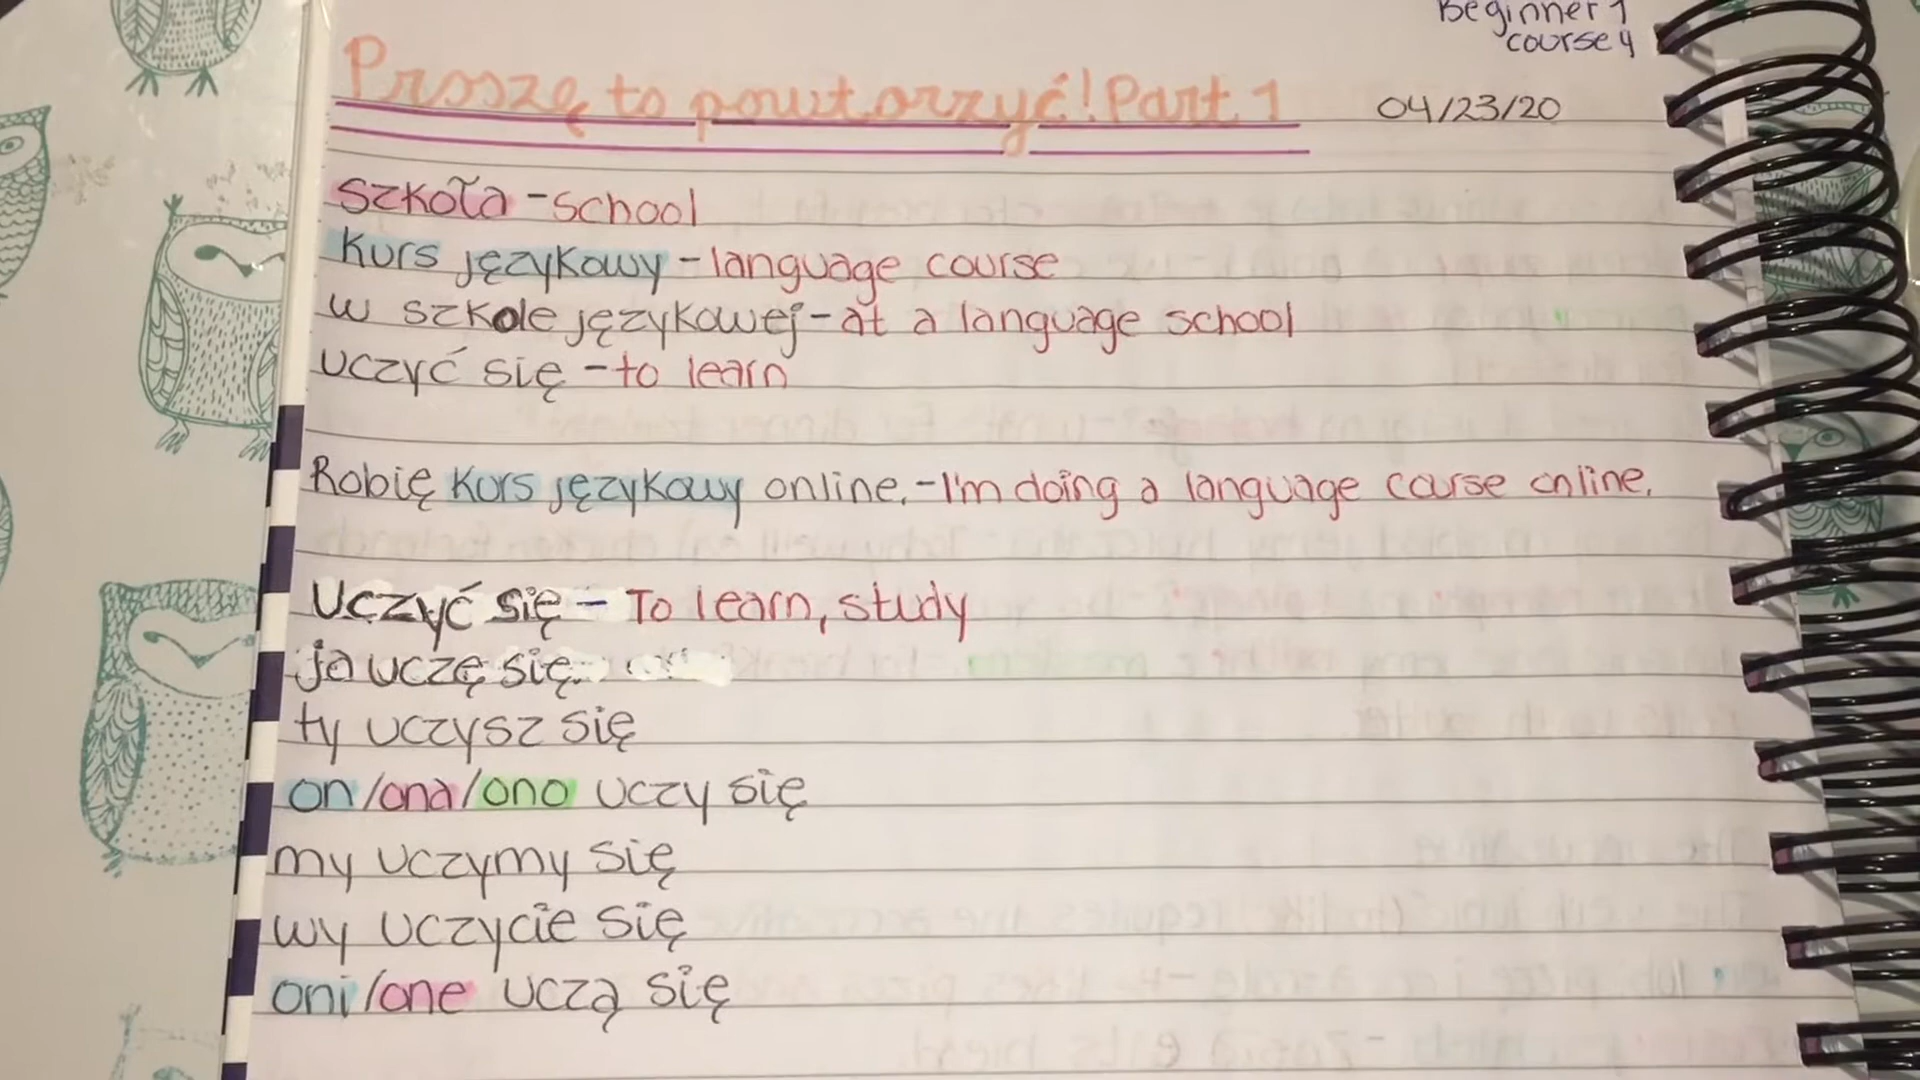 Beginner 1
course 4
Proszę to powtorzyć! Part 1
04/23/20
szkoła - school
kurs językowy - language course
w szkole językowej - at a language school
uczyć się - to learn
Robię kurs językowy online. - I'm doing a language course online.
Uczyć się - To learn, study
ja uczę się
ty uczysz się
on/ona/ono uczy się
my uczymy się
wy uczycie się
oni/one uczą się